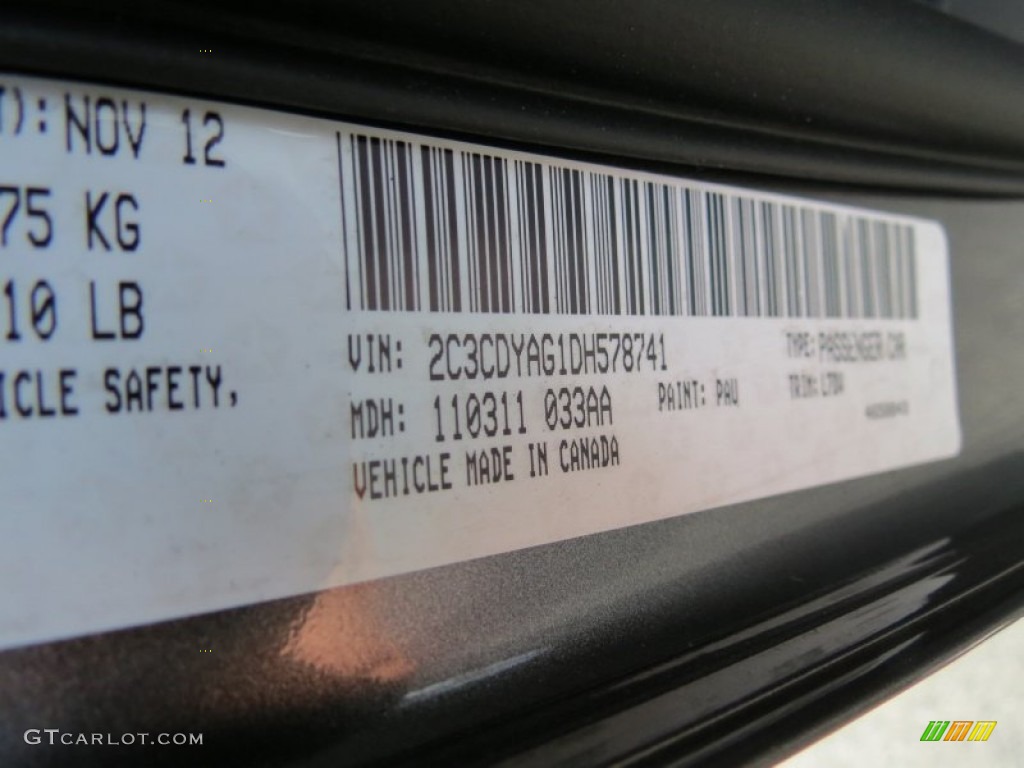 T): NOV 12
75 KG
10 LB
ICLE SAFETY,
VIN: 2C3CDYAG1DH578741
TYPE: PASSENGER CAR
MDH: 110311 033AA
PAINT: PAU
TRIM:
VEHICLE MADE IN CANADA
GTCARLOT.COM